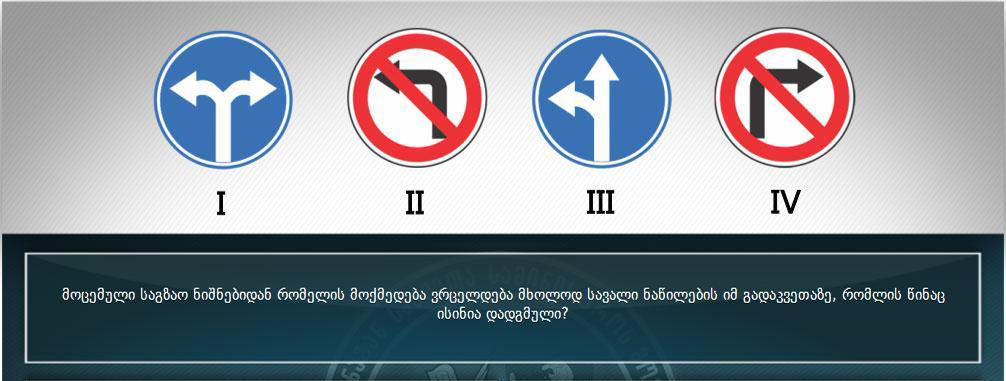 I II III IV
მოცემული საგზაო ნიშნებიდან რომელის მოქმედება ვრცელდება მხოლოდ სავალი ნაწილების იმ გადაკვეთაზე, რომლის წინაც
ისინია დადგმული?